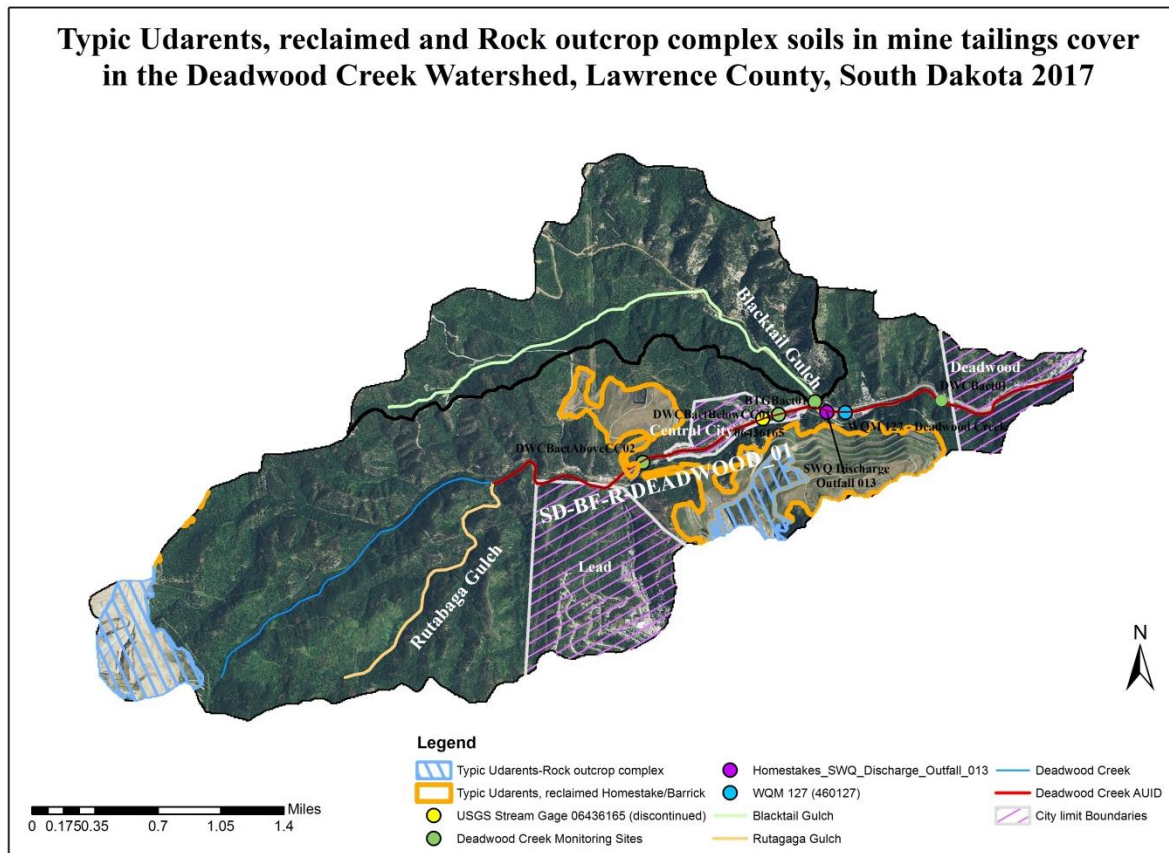 Typic Udarents, reclaimed and Rock outcrop complex soils in mine tailings cover
in the Deadwood Creek Watershed, Lawrence County, South Dakota 2017
Blacktail Gulch
Deadwood
DWCBact01
BTGBact01
DWCBactBelowCC01
Central City
06436165
WQM 127 - Deadwood Creek
DWCBactAboveCC02
SWQ Discharge
Outfall 013
SD-BF-R-DEADWOOD_01
Lead
Rutabaga Gulch
N
Legend
Typic Udarents-Rock outcrop complex
Typic Udarents, reclaimed Homestake/Barrick
USGS Stream Gage 06436165 (discontinued)
Deadwood Creek Monitoring Sites
Homestakes_SWQ_Discharge_Outfall_013
WQM 127 (460127)
Blacktail Gulch
Rutagaga Gulch
Deadwood Creek
Deadwood Creek AUID
City limit Boundaries
Miles
0 0.175 0.35 0.7 1.05 1.4